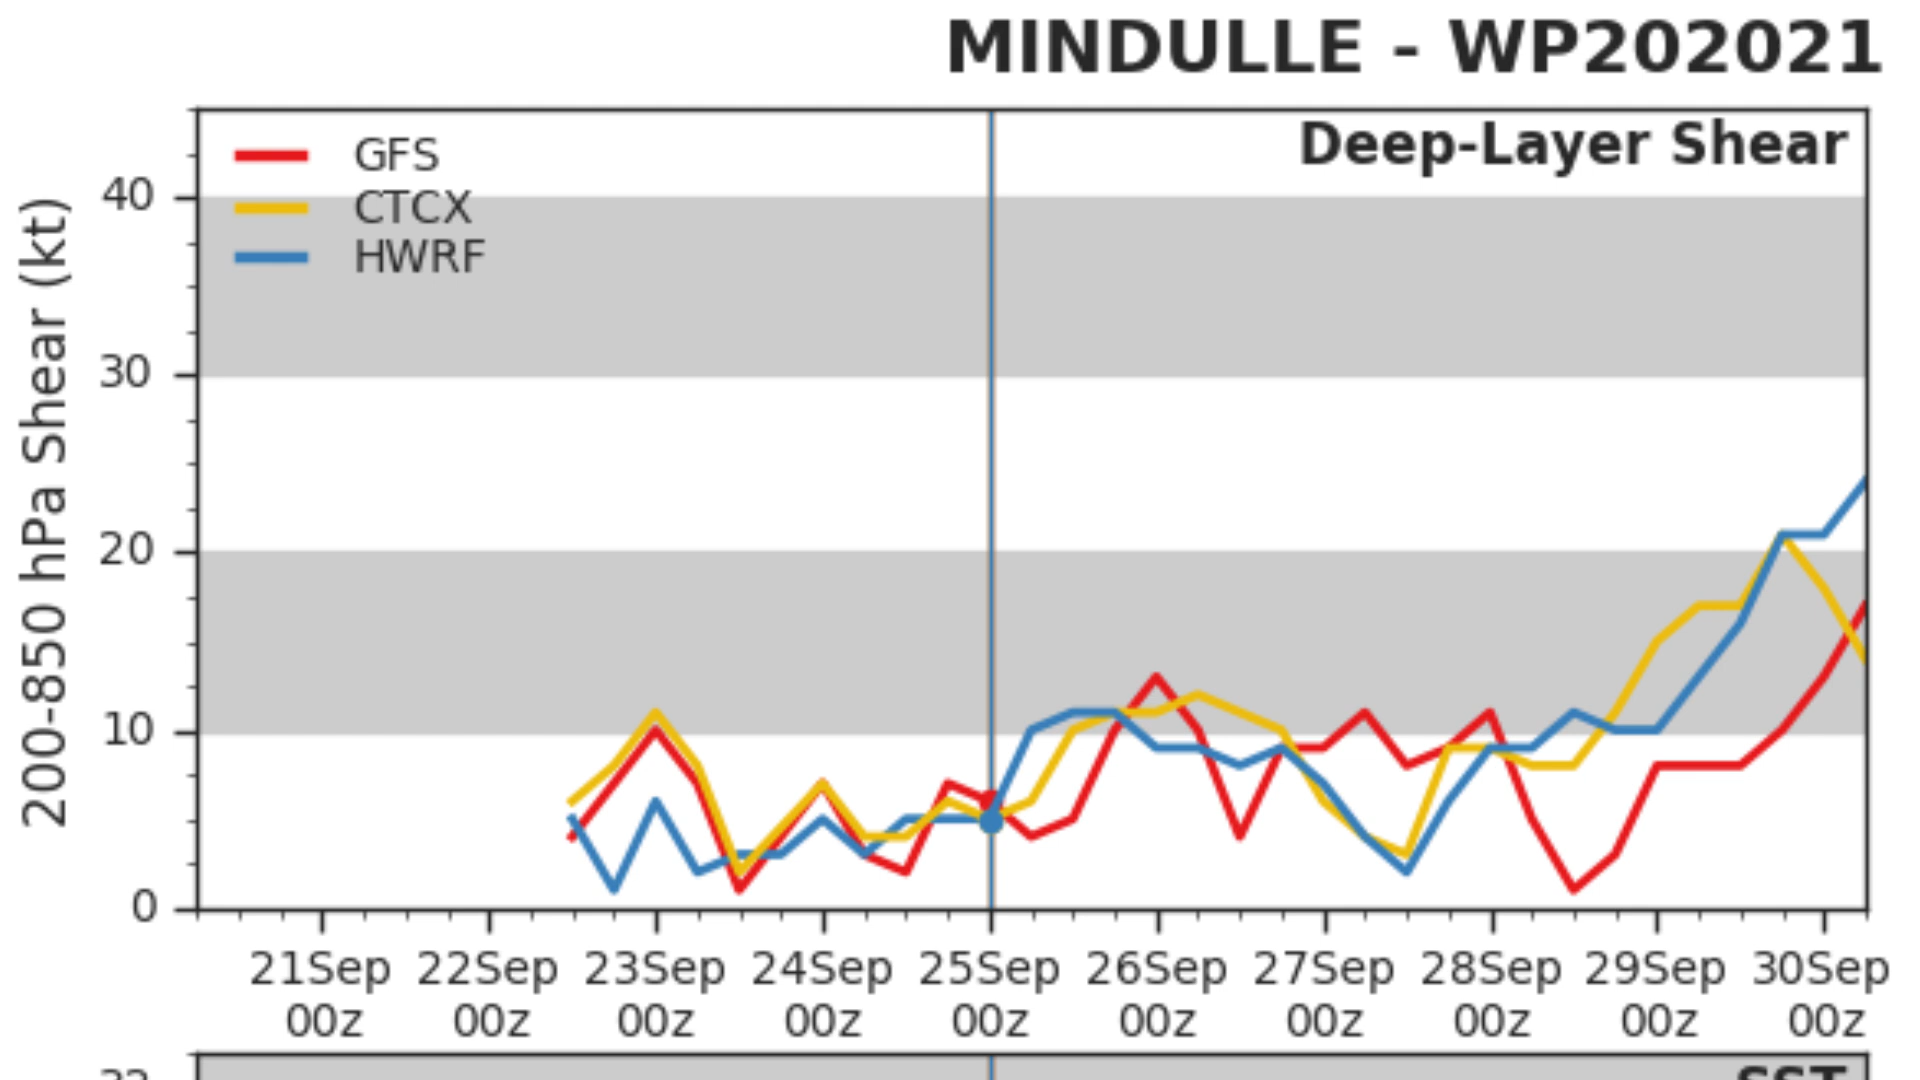 MINDULLE - WP202021
Deep-Layer Shear
GFS
CTCX
HWRF
200-850 hPa Shear (kt)
40
30
20
10
0
21Sep 22Sep 23Sep 24Sep 25Sep 26Sep 27Sep 28Sep 29Sep 30Sep
00z 00z 00z 00z 00z 00z 00z 00z 00z 00z
SST